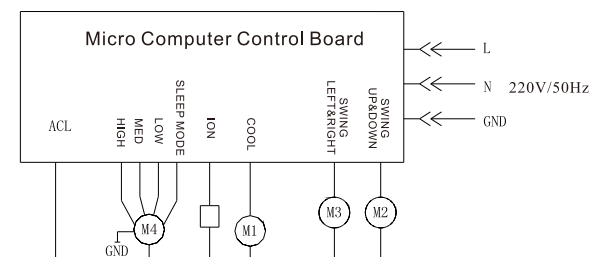 Micro Computer Control Board
L
N 220V/50Hz
GND
ACL
HIGH
MED
LOW
SLEEP MODE
ION
COOL
SWING
LEFT&RIGHT
SWING
UP&DOWN
M4
M1
M3
M2
GND